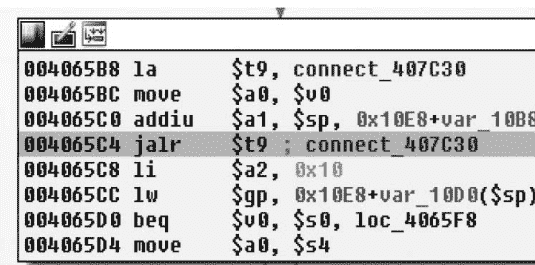 004065B8 la $t9, connect_407C30
004065BC move $a0, $v0
004065C0 addiu $a1, $sp, 0x10E8+var_10B8
004065C4 jalr $t9 ; connect_407C30
004065C8 li $a2, 0x10
004065CC lw $gp, 0x10E8+var_10D0($sp)
004065D0 beq $v0, $s0, loc_4065F8
004065D4 move $a0, $s4